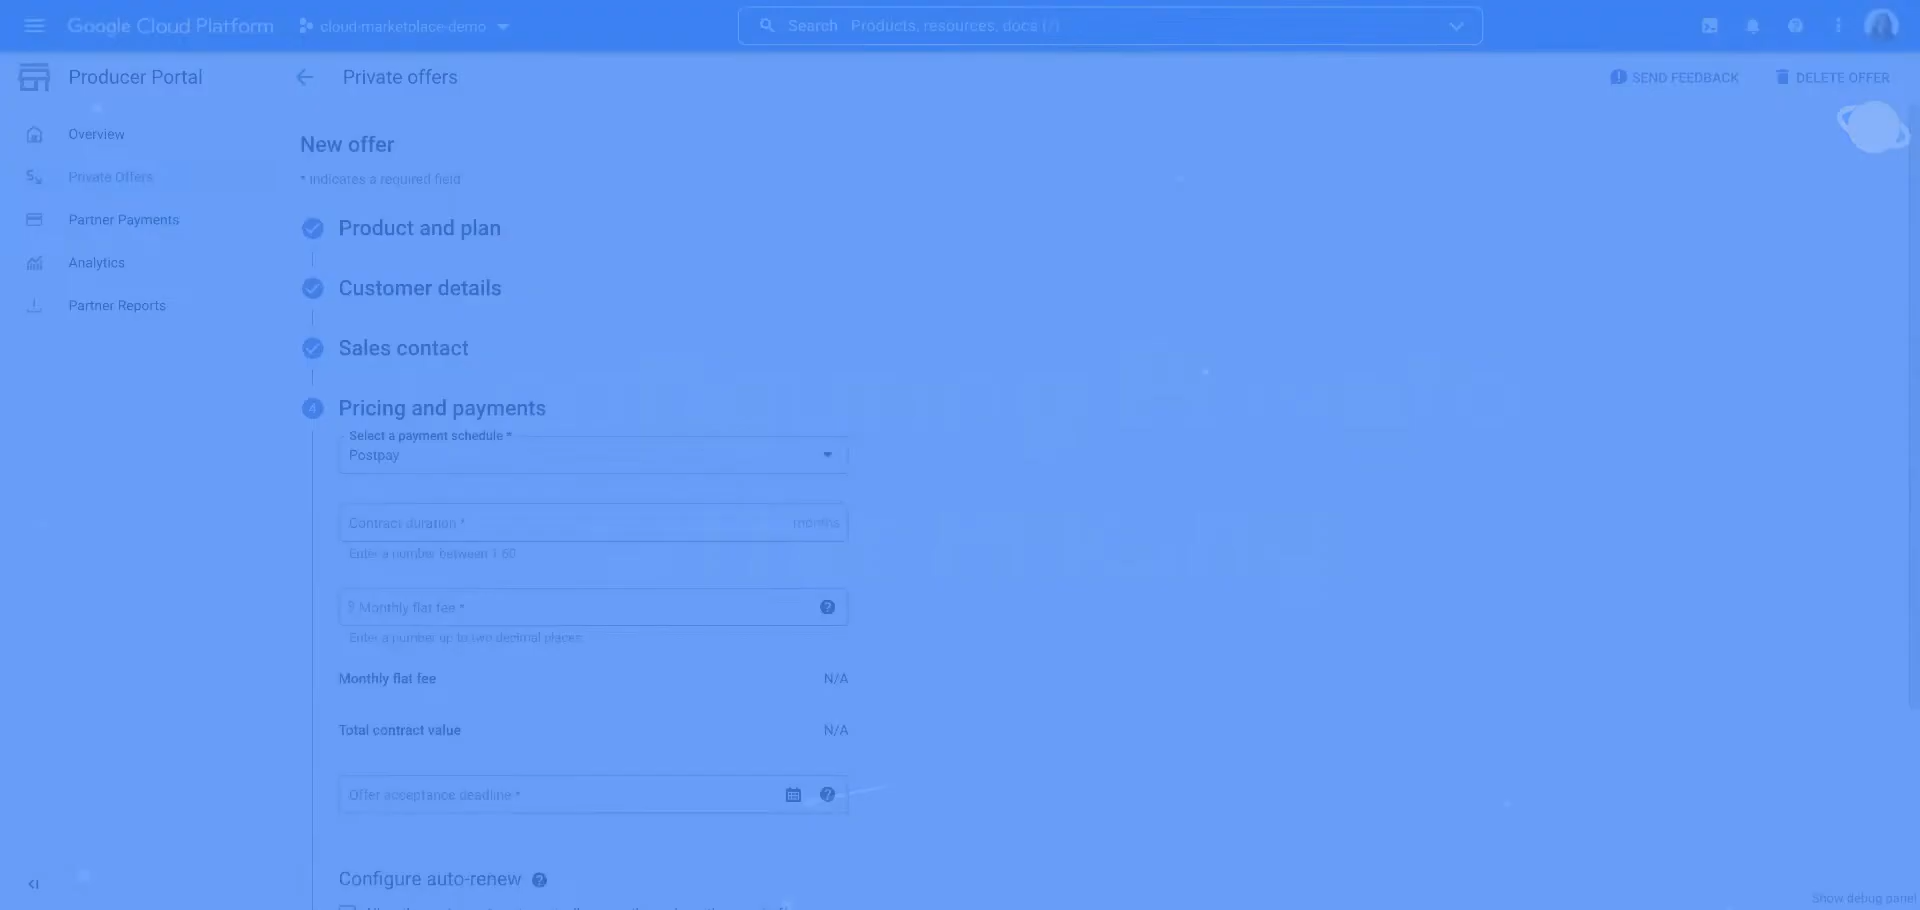 Google Cloud Platform
cloud-marketplace-demo
Search Products, resources, docs (/)
Producer Portal
Private offers
SEND FEEDBACK
DELETE OFFER
Overview
Private Offers
Partner Payments
Analytics
Partner Reports
New offer
* Indicates a required field
Product and plan
Customer details
Sales contact
4 Pricing and payments
Select a payment schedule *
Postpay
Contract duration *
months
Enter a number between 1-60
$ Monthly flat fee *
Enter a number up to two decimal places.
Monthly flat fee
N/A
Total contract value
N/A
Offer acceptance deadline *
Configure auto-renew
Show debug panel